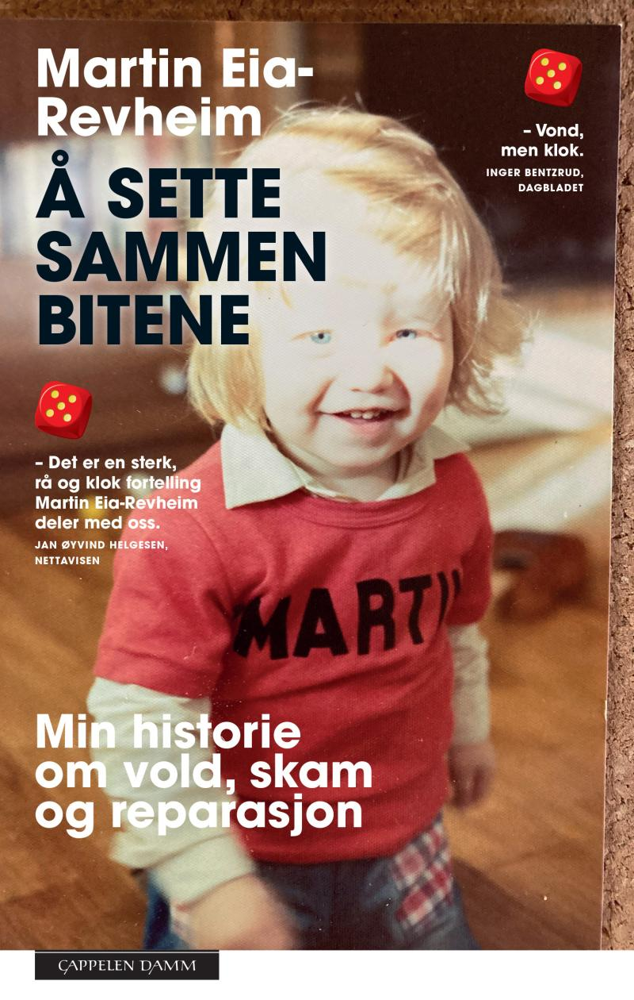 Martin Eia-
Revheim
Å SETTE
SAMMEN
BITENE
– Vond,
men klok.
INGER BENTZRUD,
DAGBLADET
– Det er en sterk,
rå og klok fortelling
Martin Eia-Revheim
deler med oss.
JAN ØYVIND HELGESEN,
NETTAVISEN
MARTI
Min historie
om vold, skam
og reparasjon
CAPPELEN DAMM